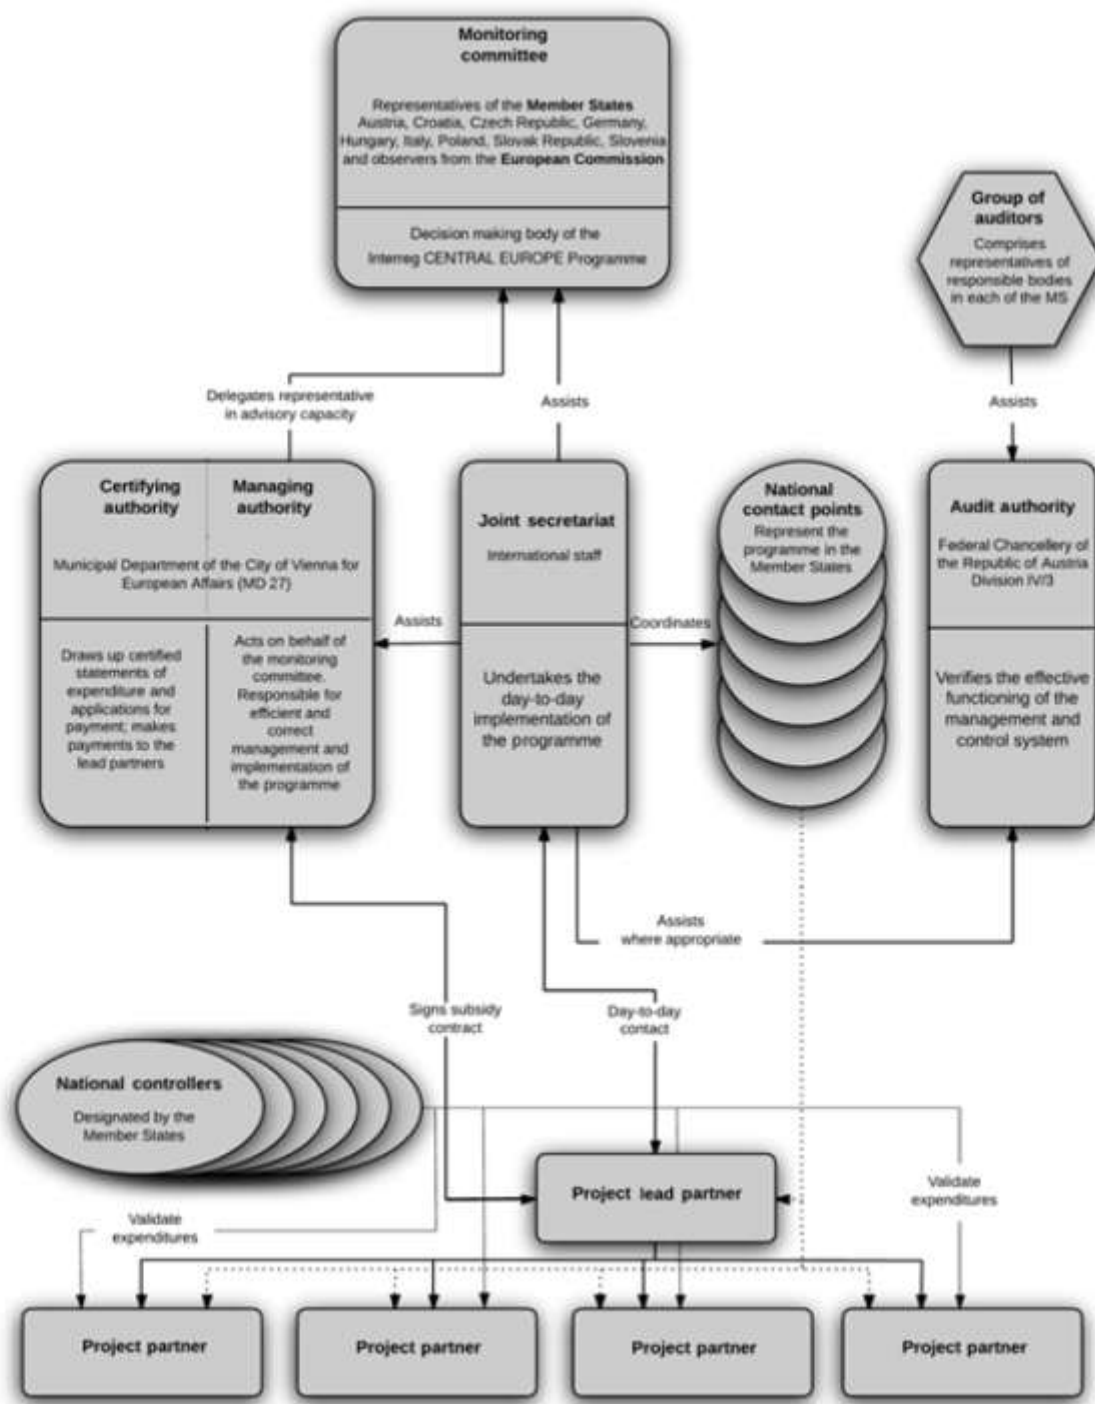 Monitoring
committee
Representatives of the Member States
Austria, Croatia, Czech Republic, Germany,
Hungary, Italy, Poland, Slovak Republic, Slovenia
and observers from the European Commission
Decision making body of the
Interreg CENTRAL EUROPE Programme
Group of
auditors
Comprises
representatives of
responsible bodies
in each of the MS
Delegates representative
in advisory capacity
Assists
Assists
Certifying
authority
Managing
authority
Municipal Department of the City of Vienna for
European Affairs (MD 27)
Draws up certified
statements of
expenditure and
applications for
payment; makes
payments to the
lead partners
Acts on behalf of
the monitoring
committee.
Responsible for
efficient and
correct
management and
implementation of
the programme
Assists
Joint secretariat
International staff
Undertakes the
day-to-day
implementation of
the programme
Coordinates
National
contact points
Represent the
programme in the
Member States
Audit authority
Federal Chancellery of
the Republic of Austria
Division IV/3
Verifies the effective
functioning of the
management and
control system
Assists
where appropriate
Signs subsidy
contract
Day-to-day
contact
National controllers
Designated by the
Member States
Project lead partner
Validate
expenditures
Validate
expenditures
Project partner
Project partner
Project partner
Project partner